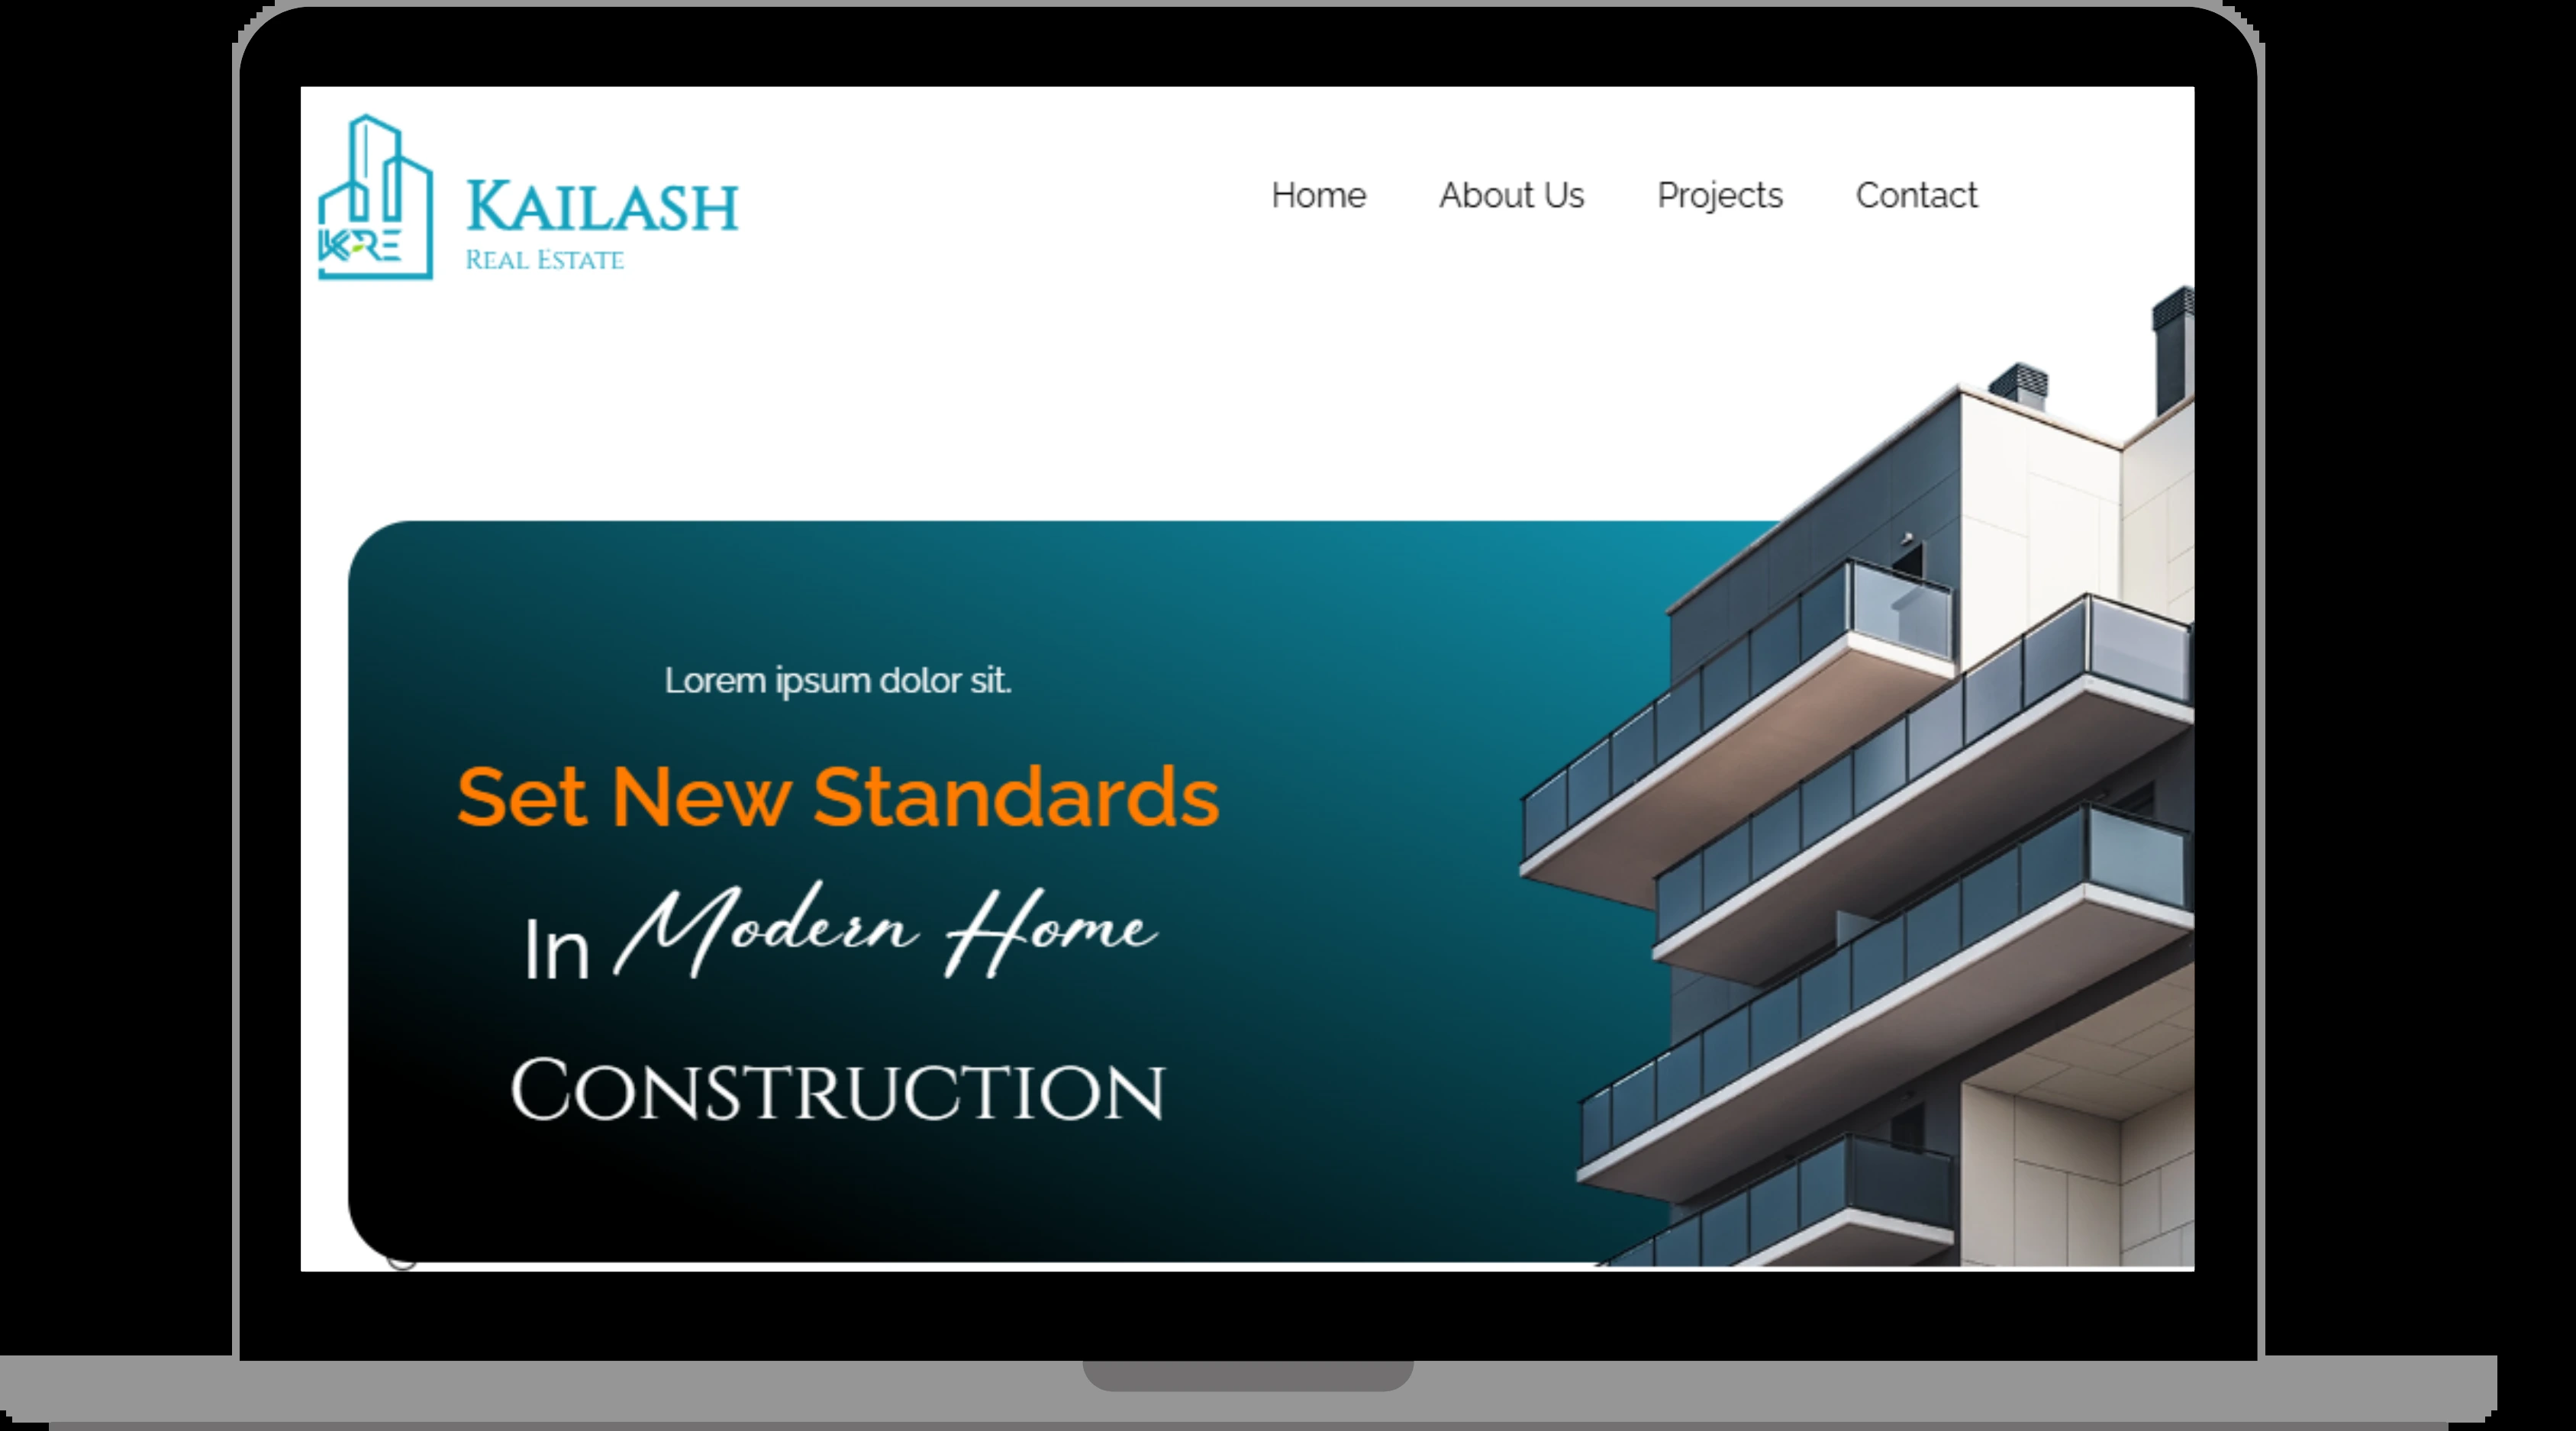 KRE
KAILASH
REAL ESTATE
Home About Us Projects Contact
Lorem ipsum dolor sit.
Set New Standards
In Modern Home
CONSTRUCTION